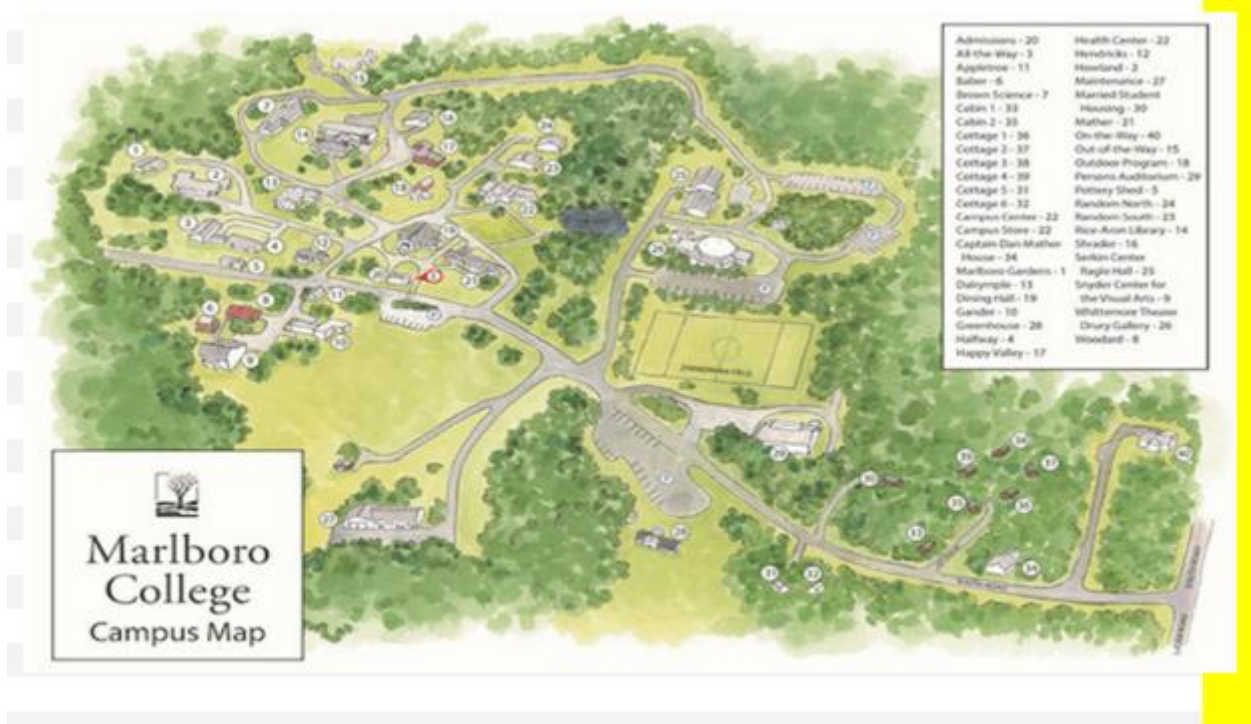 Admissions - 20
All-the-Way - 3
Appletree - 11
Baber - 6
Brown Science - 7
Cabin 1 - 33
Cabin 2 - 35
Cottage 1 - 36
Cottage 2 - 37
Cottage 3 - 38
Cottage 4 - 39
Cottage 5 - 31
Cottage 6 - 32
Campus Center - 22
Campus Store - 22
Captain Dan Mather
House - 34
Marlboro Gardens - 1
Dalrymple - 13
Dining Hall - 19
Gander - 10
Greenhouse - 28
Halfway - 4
Happy Valley - 17
Health Center - 22
Hendricks - 12
Howland - 2
Maintenance - 27
Married Student
Housing - 30
Mather - 21
On-the-Way - 40
Out-of-the-Way - 15
Outdoor Program - 18
Persons Auditorium - 29
Pottery Shed - 5
Random North - 24
Random South - 23
Rice-Aron Library - 14
Shrader - 16
Serkin Center
Ragle Hall - 25
Snyder Center for
the Visual Arts - 9
Whittemore Theater
Drury Gallery - 26
Woodard - 8
Marlboro
College
Campus Map